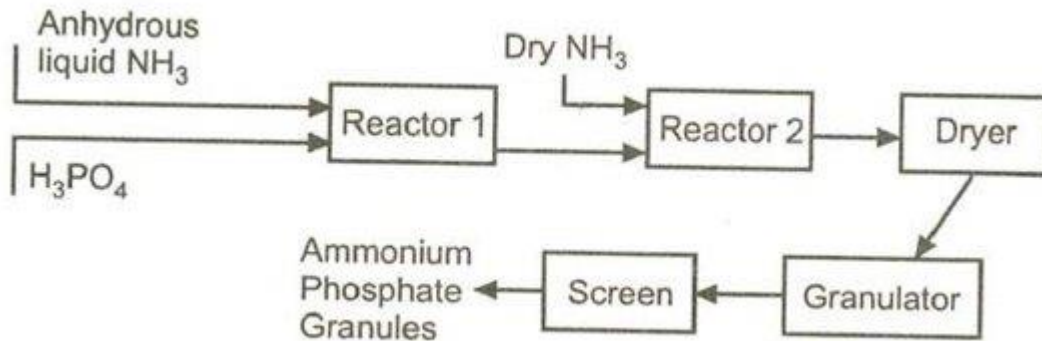 Anhydrous
liquid NH₃
Dry NH₃
Reactor 1
Reactor 2
Dryer
H₃PO₄
Ammonium
Phosphate
Granules
Screen
Granulator